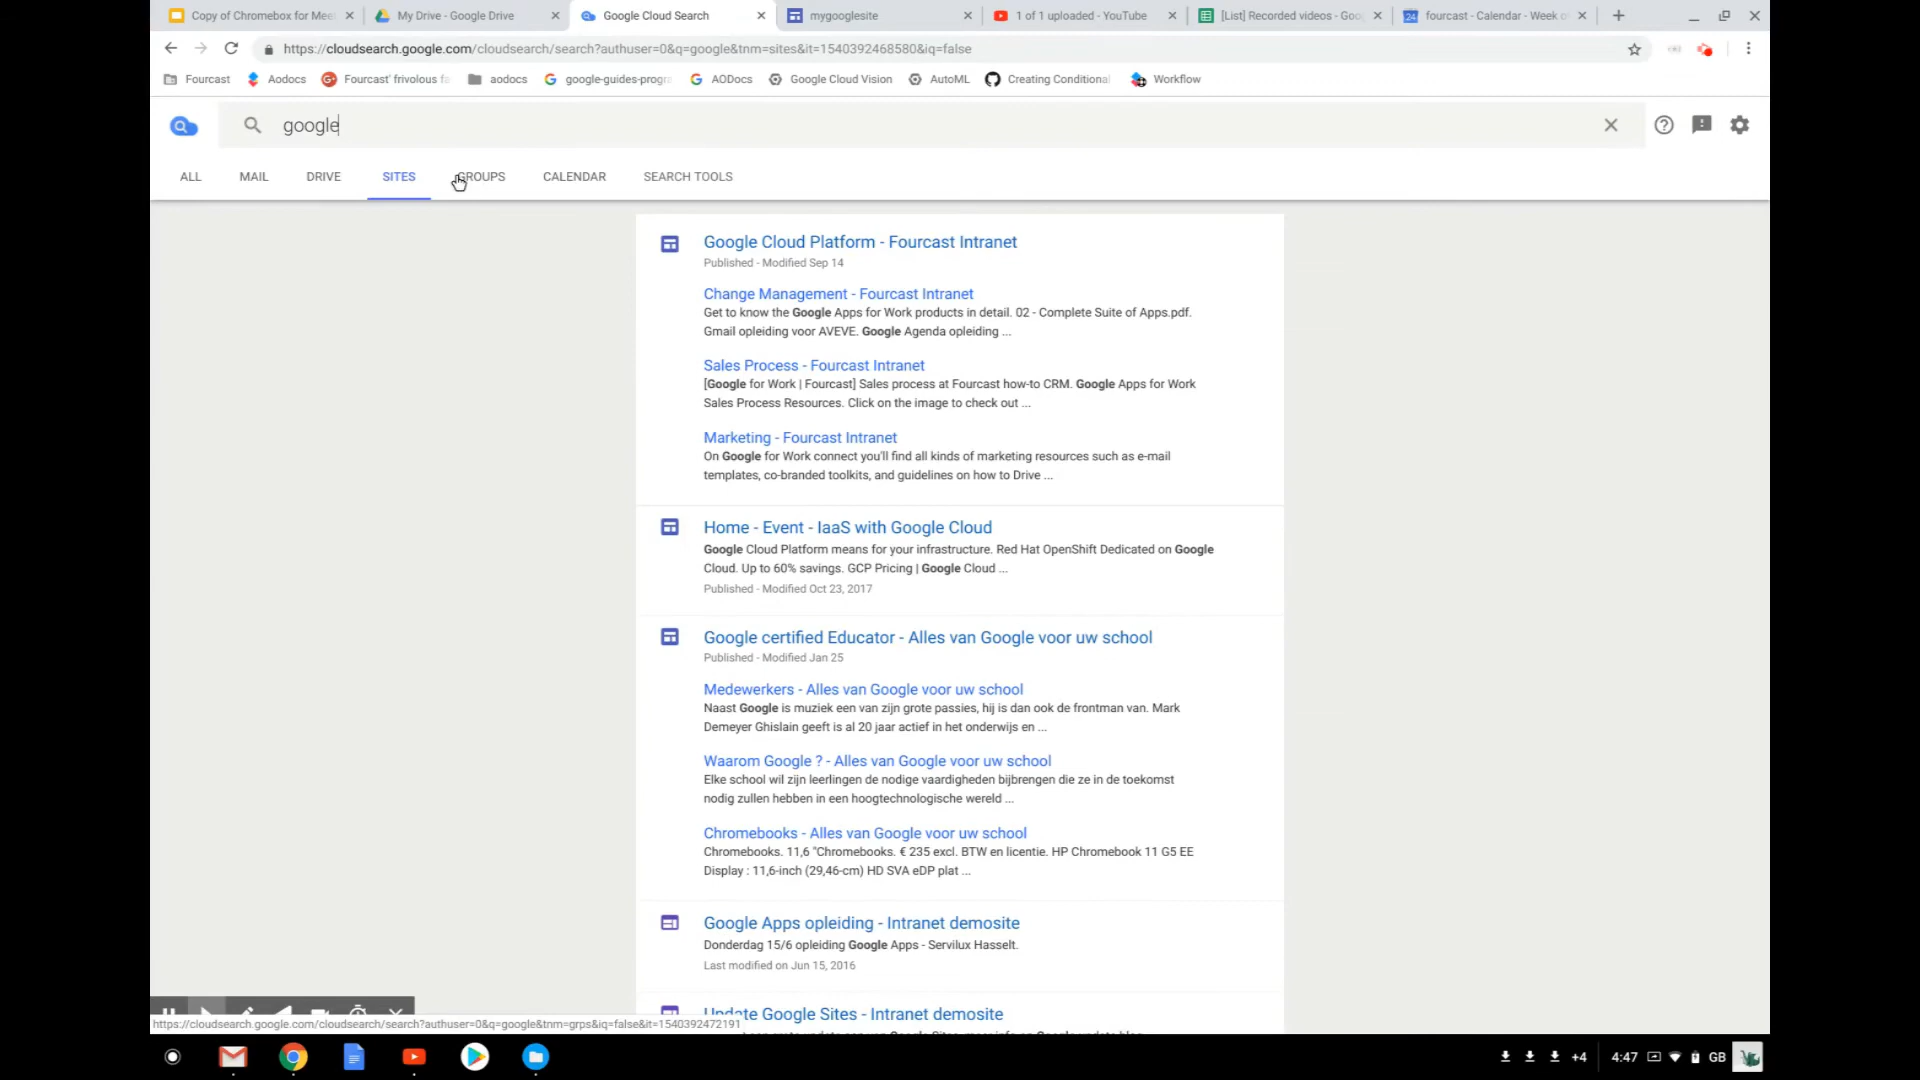 Copy of Chromebox for Mee
My Drive - Google Drive
Google Cloud Search
mygooglesite
1 of 1 uploaded - YouTube
[List] Recorded videos - Goo
fourcast - Calendar - Week o
https://cloudsearch.google.com/cloudsearch/search?authuser=0&q=google&tnm=sites&it=1540392468580&iq=false
Fourcast
Aodocs
Fourcast' frivolous fa
aodocs
google-guides-progra
AODocs
Google Cloud Vision
AutoML
Creating Conditional
Workflow
google
ALL
MAIL
DRIVE
SITES
GROUPS
CALENDAR
SEARCH TOOLS
Google Cloud Platform - Fourcast Intranet
Published - Modified Sep 14
Change Management - Fourcast Intranet
Get to know the Google Apps for Work products in detail. 02 - Complete Suite of Apps.pdf.
Gmail opleiding voor AVEVE. Google Agenda opleiding ...
Sales Process - Fourcast Intranet
[Google for Work | Fourcast] Sales process at Fourcast how-to CRM. Google Apps for Work
Sales Process Resources. Click on the image to check out ...
Marketing - Fourcast Intranet
On Google for Work connect you'll find all kinds of marketing resources such as e-mail
templates, co-branded toolkits, and guidelines on how to Drive ...
Home - Event - IaaS with Google Cloud
Google Cloud Platform means for your infrastructure. Red Hat OpenShift Dedicated on Google
Cloud. Up to 60% savings. GCP Pricing | Google Cloud ...
Published - Modified Oct 23, 2017
Google certified Educator - Alles van Google voor uw school
Published - Modified Jan 25
Medewerkers - Alles van Google voor uw school
Naast Google is muziek een van zijn grote passies, hij is dan ook de frontman van. Mark
Demeyer Ghislain geeft is al 20 jaar actief in het onderwijs en ...
Waarom Google ? - Alles van Google voor uw school
Elke school wil zijn leerlingen de nodige vaardigheden bijbrengen die ze in de toekomst
nodig zullen hebben in een hoogtechnologische wereld ...
Chromebooks - Alles van Google voor uw school
Chromebooks. 11,6 "Chromebooks. € 235 excl. BTW en licentie. HP Chromebook 11 G5 EE
Display : 11,6-inch (29,46-cm) HD SVA eDP plat ...
Google Apps opleiding - Intranet demosite
Donderdag 15/6 opleiding Google Apps - Servilux Hasselt.
Last modified on Jun 15, 2016
Update Google Sites - Intranet demosite
https://cloudsearch.google.com/cloudsearch/search?authuser=0&q=google&tnm=grps&iq=false&it=1540392472191
+4
4:47
GB